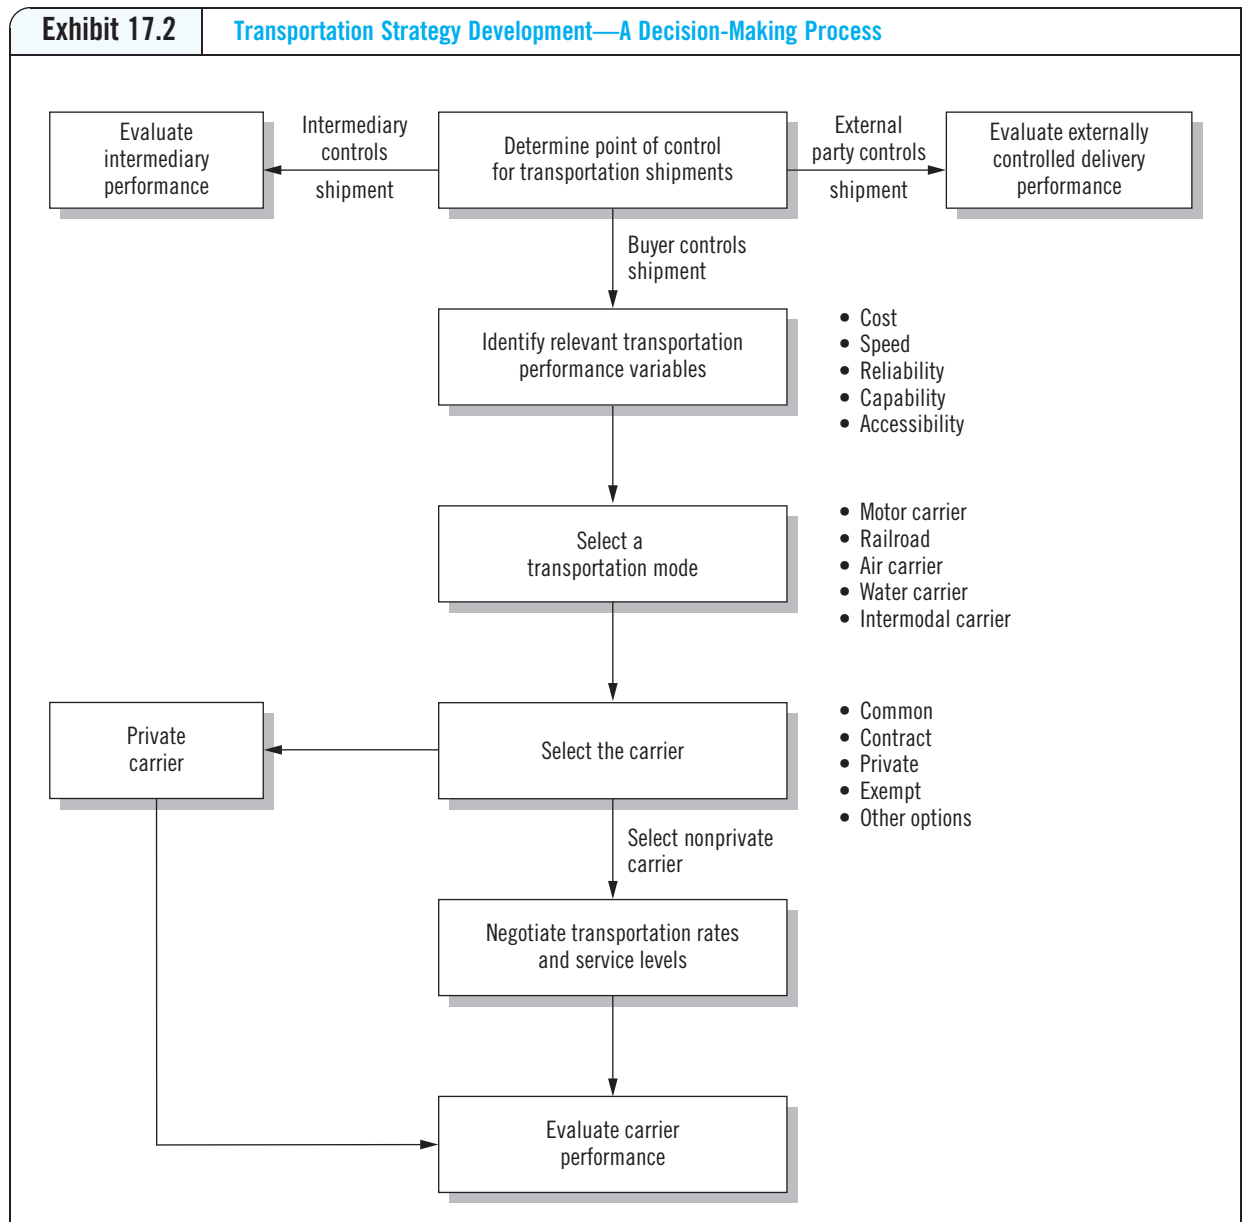 Exhibit 17.2
Transportation Strategy Development—A Decision-Making Process
Evaluate
intermediary
performance
Intermediary
controls
shipment
Determine point of control
for transportation shipments
External
party controls
shipment
Evaluate externally
controlled delivery
performance
Buyer controls
shipment
Identify relevant transportation
performance variables
• Cost
• Speed
• Reliability
• Capability
• Accessibility
Select a
transportation mode
• Motor carrier
• Railroad
• Air carrier
• Water carrier
• Intermodal carrier
Private
carrier
Select the carrier
• Common
• Contract
• Private
• Exempt
• Other options
Select nonprivate
carrier
Negotiate transportation rates
and service levels
Evaluate carrier
performance